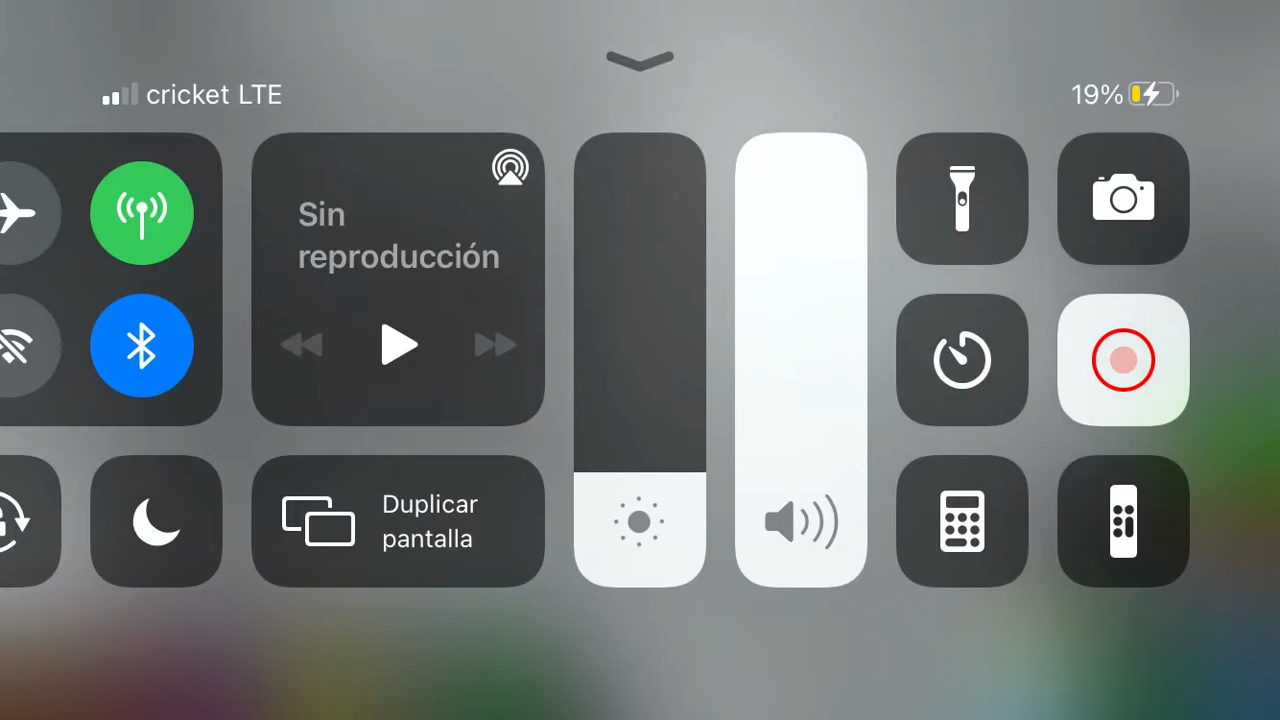 cricket LTE
19%
Sin
reproducción
Duplicar
pantalla